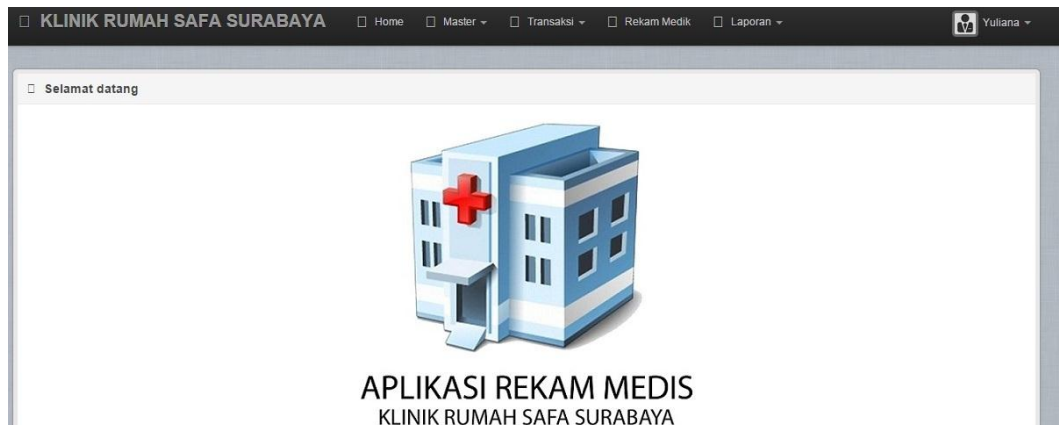 KLINIK RUMAH SAFA SURABAYA Home Master Transaksi Rekam Medik Laporan Yuliana
Selamat datang
APLIKASI REKAM MEDIS
KLINIK RUMAH SAFA SURABAYA